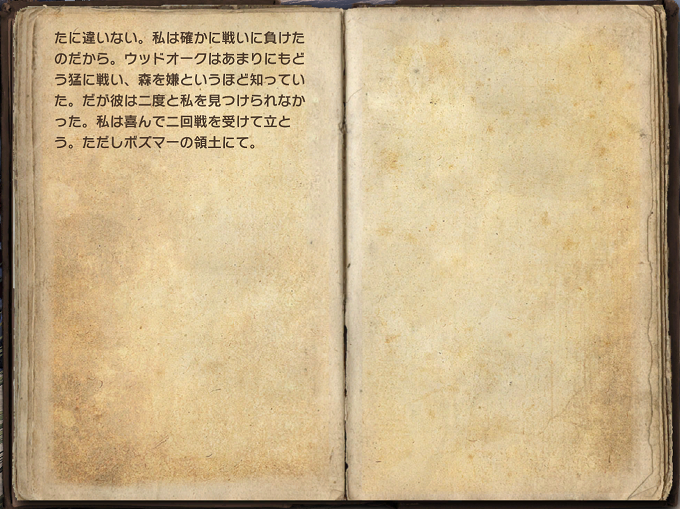 たに違いない。私は確かに戦いに負けた
のだから。ウッドオークはあまりにもど
う猛に戦い、森を嫌というほど知ってい
た。だが彼は二度と私を見つけられなか
った。私は喜んで二回戦を受けて立と
う。ただしボズマーの領土にて。